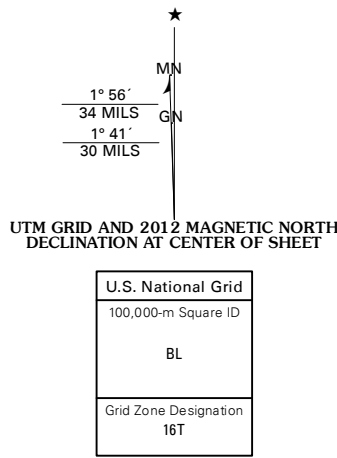 ★
MN
1° 56´
34 MILS
GN
1° 41´
30 MILS
UTM GRID AND 2012 MAGNETIC NORTH
DECLINATION AT CENTER OF SHEET
U.S. National Grid
100,000-m Square ID
BL
Grid Zone Designation
16T